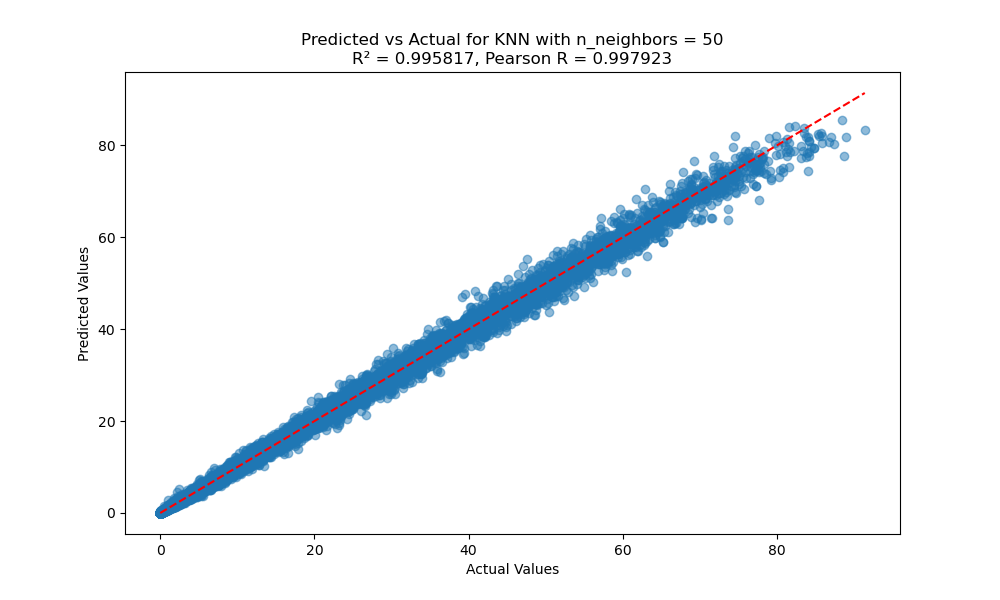 Predicted vs Actual for KNN with n_neighbors = 50
R² = 0.995817, Pearson R = 0.997923
Predicted Values
80
60
40
20
0
0 20 40 60 80
Actual Values